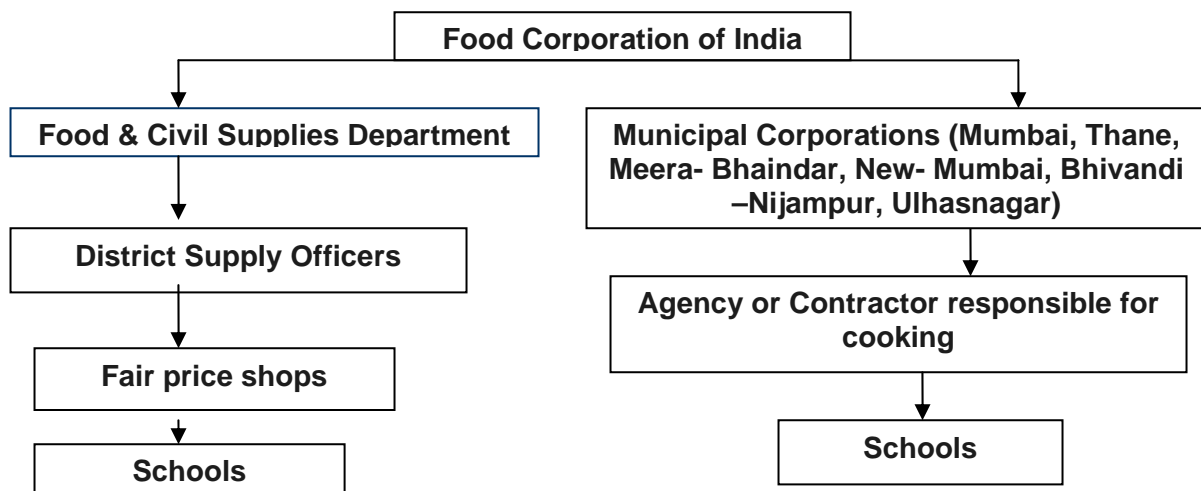 Food Corporation of India
Food & Civil Supplies Department
Municipal Corporations (Mumbai, Thane,
Meera- Bhaindar, New- Mumbai, Bhivandi
–Nijampur, Ulhasnagar)
District Supply Officers
Agency or Contractor responsible for
cooking
Fair price shops
Schools
Schools